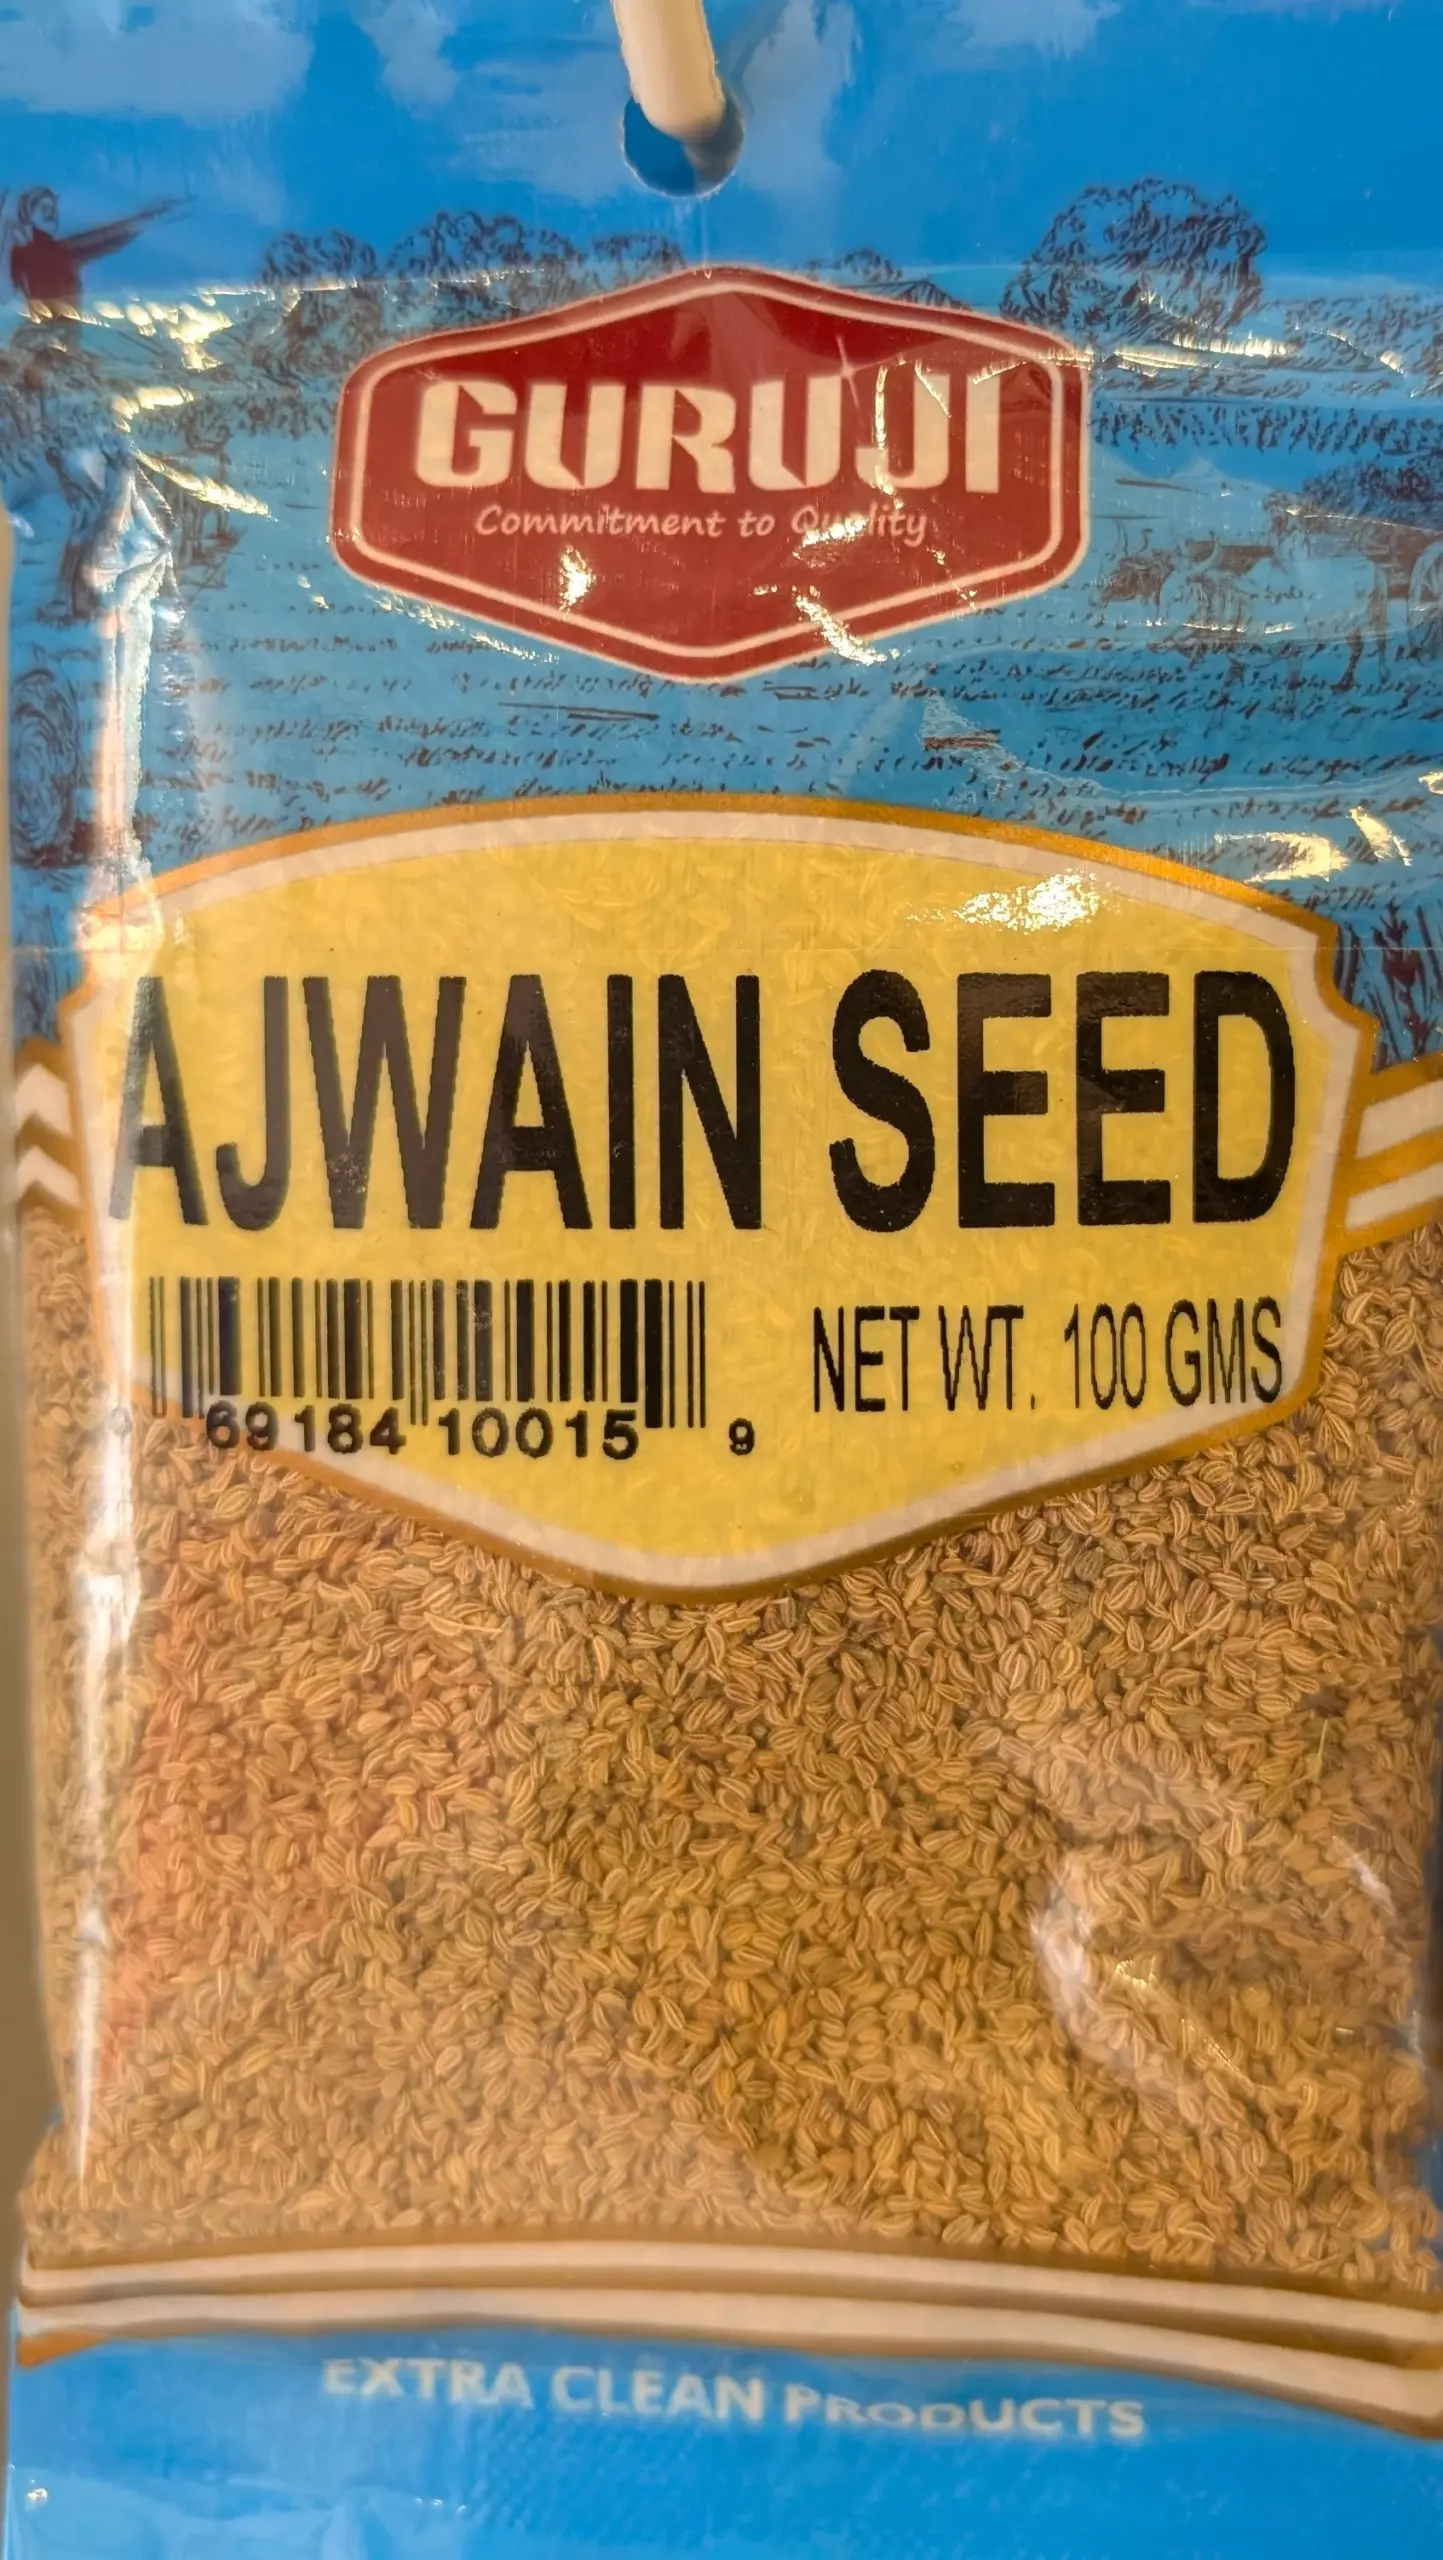 GURUJI
Commitment to Quality
AJWAIN SEED
69184 10015 9
NET WT. 100 GMS
EXTRA CLEAN PRODUCTS